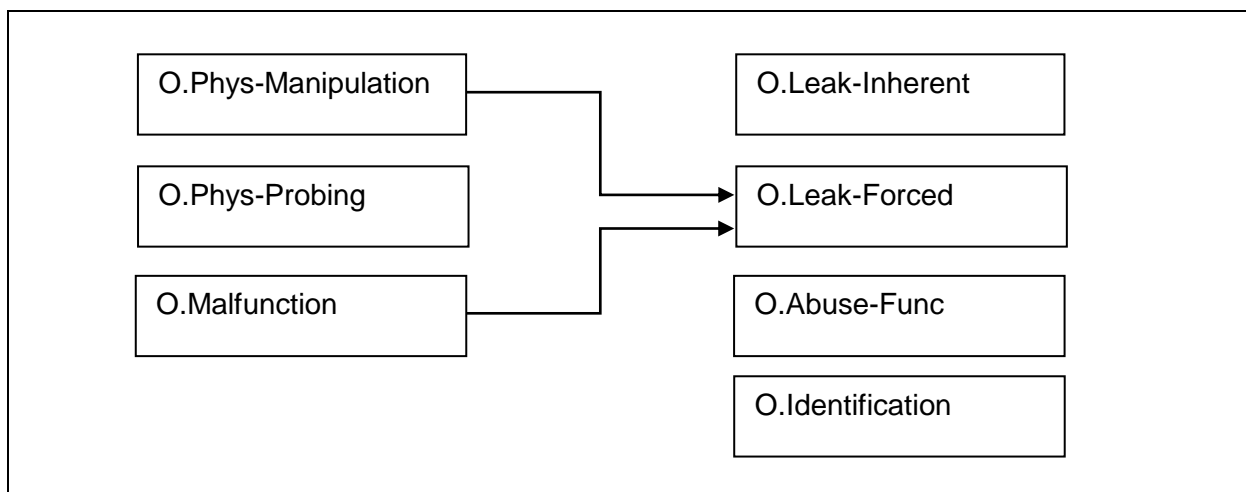 O.Phys-Manipulation
O.Phys-Probing
O.Malfunction
O.Leak-Inherent
O.Leak-Forced
O.Abuse-Func
O.Identification